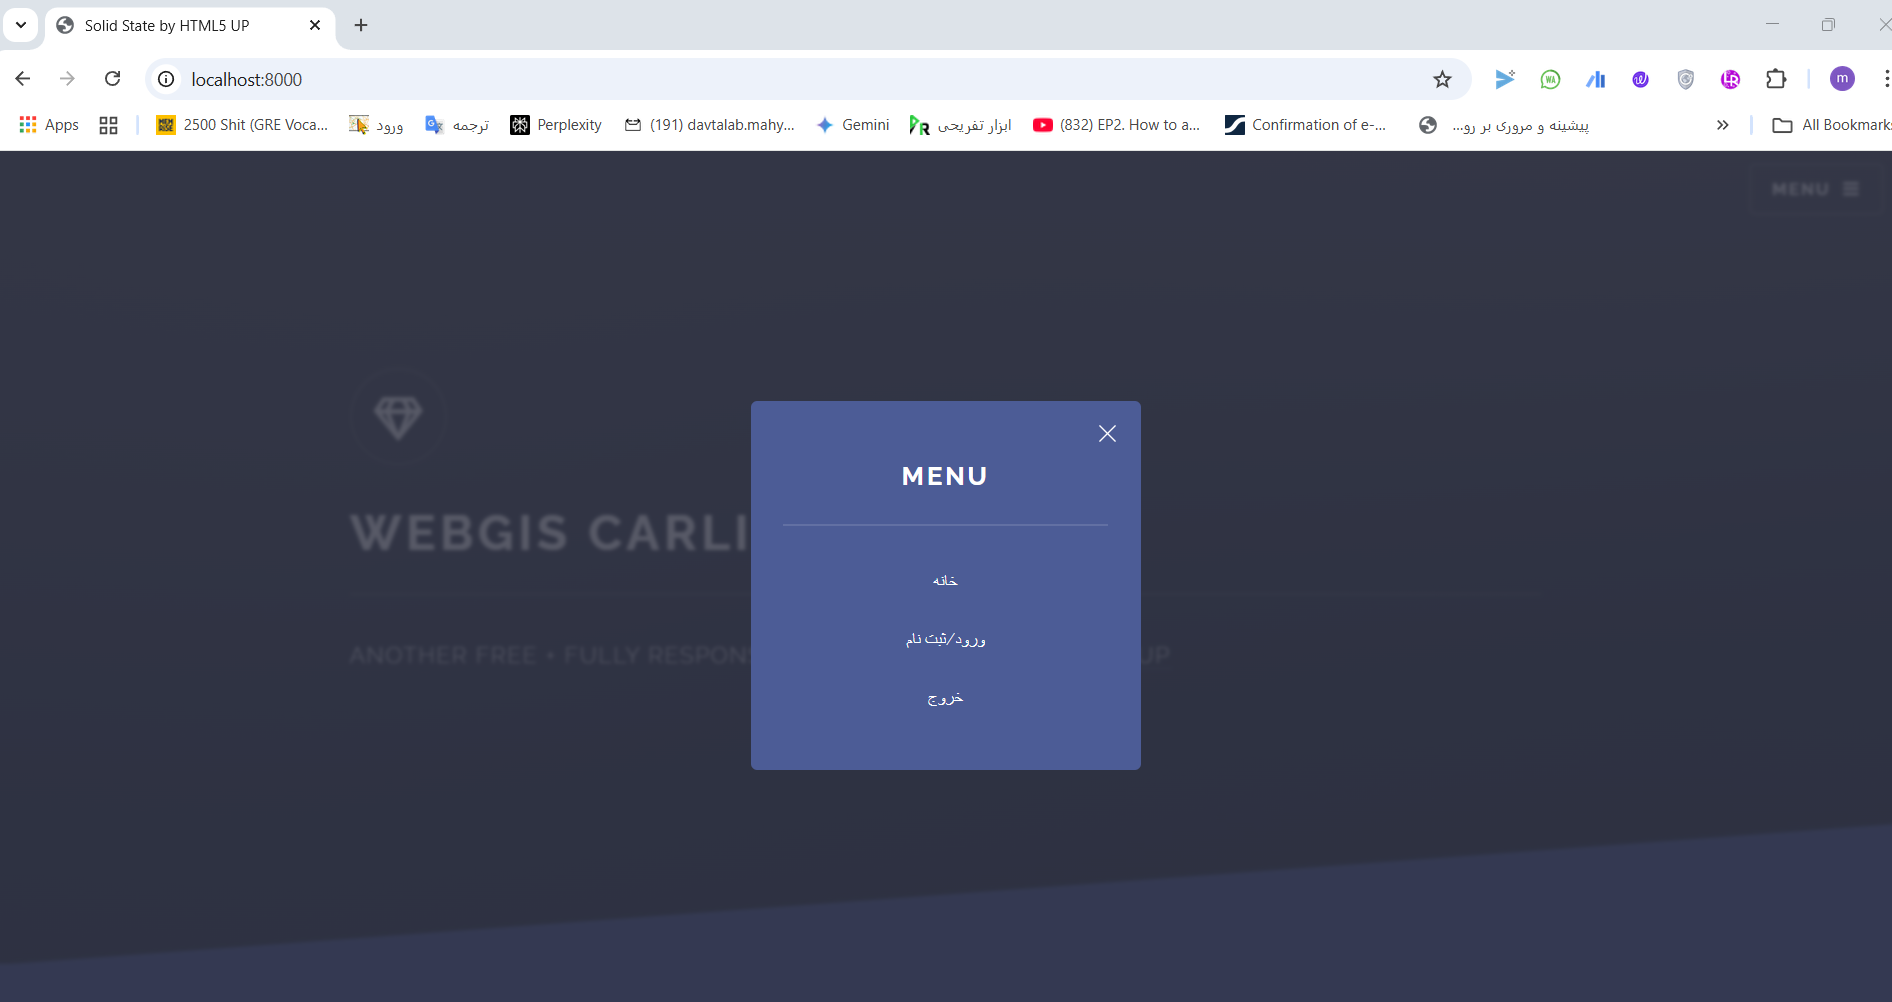 Solid State by HTML5 UP
localhost:8000
m
Apps
2500 Shit (GRE Voca...
ورود
ترجمه
Perplexity
(191) davtalab.mahy...
Gemini
ابزار تفریحی
(832) EP2. How to a...
Confirmation of e-...
پیشینه و مروری بر رو...
All Bookmarks
MENU
MENU
WEBGIS CARLI
خانه
ورود/ثبت نام
ANOTHER FREE • FULLY RESPONS UP
خروج